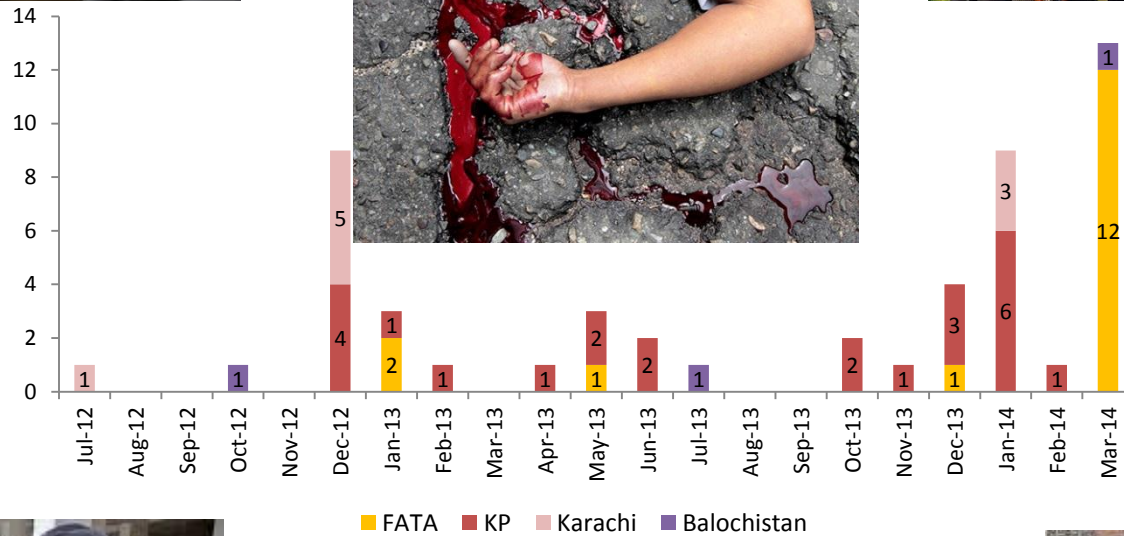 14
12
10
8
6
4
2
0
1
1
5
4
1
2
1
1
2
1
2
1
2
1
3
1
3
6
1
1
12
Jul-12
Aug-12
Sep-12
Oct-12
Nov-12
Dec-12
Jan-13
Feb-13
Mar-13
Apr-13
May-13
Jun-13
Jul-13
Aug-13
Sep-13
Oct-13
Nov-13
Dec-13
Jan-14
Feb-14
Mar-14
FATA KP Karachi Balochistan